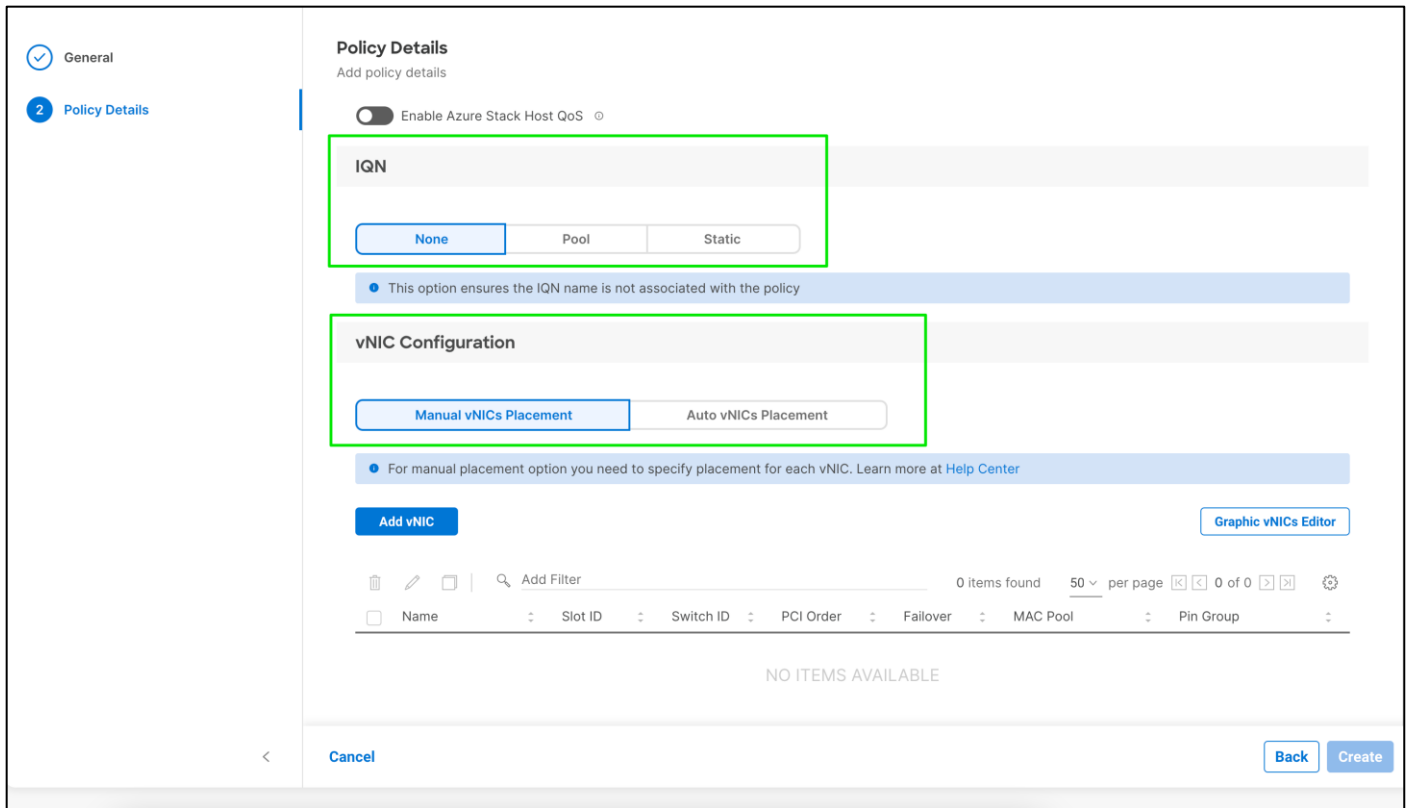 General
2 Policy Details
Policy Details
Add policy details
Enable Azure Stack Host QoS
IQN
None Pool Static
This option ensures the IQN name is not associated with the policy
vNIC Configuration
Manual vNICs Placement Auto vNICs Placement
For manual placement option you need to specify placement for each vNIC. Learn more at Help Center
Add vNIC Graphic vNICs Editor
Add Filter 0 items found 50 per page 0 of 0
Name Slot ID Switch ID PCI Order Failover MAC Pool Pin Group
NO ITEMS AVAILABLE
Cancel Back Create